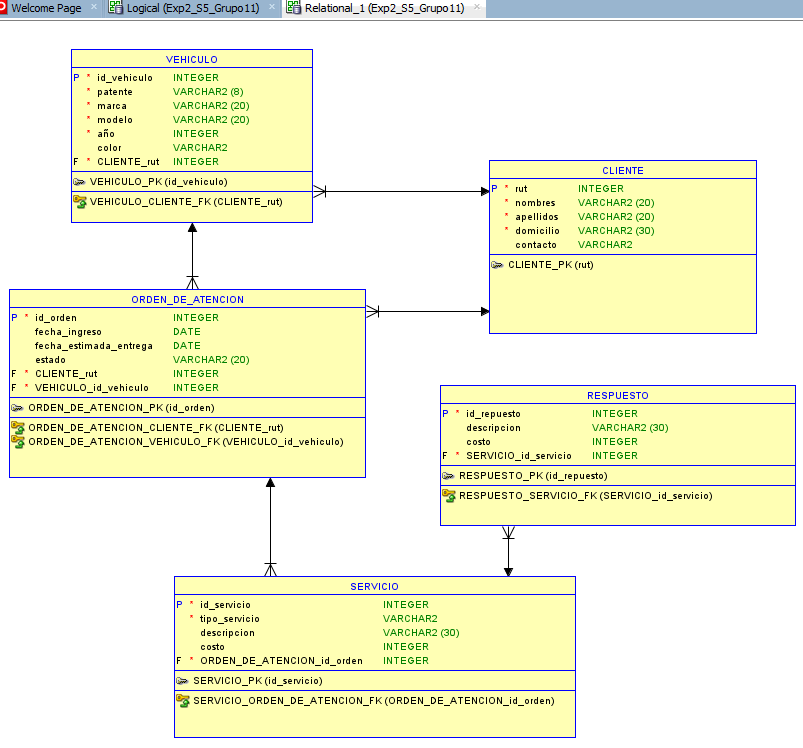 Welcome Page × Logical (Exp2_S5_Grupo11) × Relational_1 (Exp2_S5_Grupo11) ×
VEHICULO
P * id_vehiculo INTEGER
* patente VARCHAR2 (8)
* marca VARCHAR2 (20)
* modelo VARCHAR2 (20)
* año INTEGER
color VARCHAR2
F * CLIENTE_rut INTEGER
VEHICULO_PK (id_vehiculo)
VEHICULO_CLIENTE_FK (CLIENTE_rut)
CLIENTE
P * rut INTEGER
* nombres VARCHAR2 (20)
* apellidos VARCHAR2 (20)
* domicilio VARCHAR2 (30)
contacto VARCHAR2
CLIENTE_PK (rut)
ORDEN_DE_ATENCION
P * id_orden INTEGER
fecha_ingreso DATE
fecha_estimada_entrega DATE
estado VARCHAR2 (20)
F * CLIENTE_rut INTEGER
F * VEHICULO_id_vehiculo INTEGER
ORDEN_DE_ATENCION_PK (id_orden)
ORDEN_DE_ATENCION_CLIENTE_FK (CLIENTE_rut)
ORDEN_DE_ATENCION_VEHICULO_FK (VEHICULO_id_vehiculo)
RESPUESTO
P * id_repuesto INTEGER
descripcion VARCHAR2 (30)
costo INTEGER
F * SERVICIO_id_servicio INTEGER
RESPUESTO_PK (id_repuesto)
RESPUESTO_SERVICIO_FK (SERVICIO_id_servicio)
SERVICIO
P * id_servicio INTEGER
* tipo_servicio VARCHAR2
descripcion VARCHAR2 (30)
costo INTEGER
F * ORDEN_DE_ATENCION_id_orden INTEGER
SERVICIO_PK (id_servicio)
SERVICIO_ORDEN_DE_ATENCION_FK (ORDEN_DE_ATENCION_id_orden)